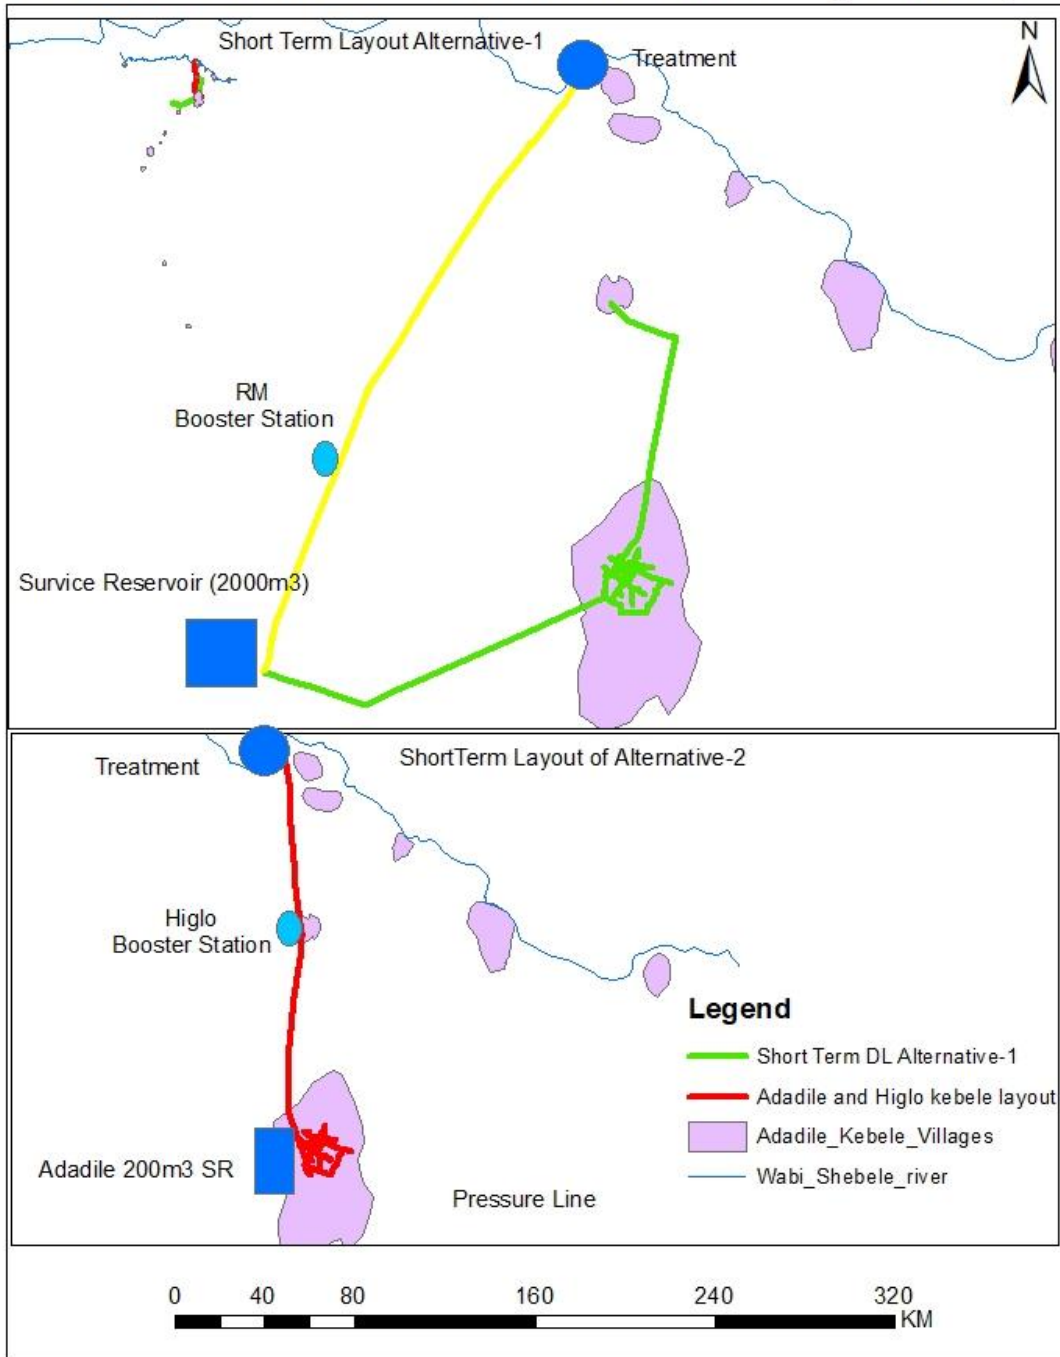 Short Term Layout Alternative-1
Treatment
N
RM
Booster Station
Survice Reservoir (2000m3)
Treatment
ShortTerm Layout of Alternative-2
Higlo
Booster Station
Legend
Short Term DL Alternative-1
Adadile and Higlo kebele layout
Adadile_Kebele_Villages
Wabi_Shebele_river
Adadile 200m3 SR
Pressure Line
0 40 80 160 240 320
KM